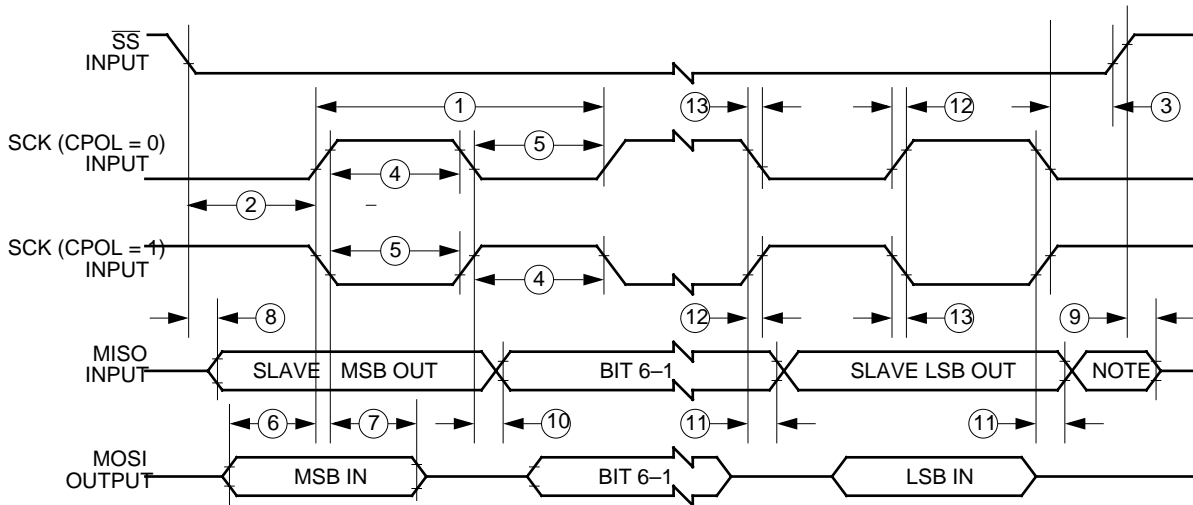 SS
INPUT
1
13
12
3
SCK (CPOL = 0)
INPUT
5
4
2
SCK (CPOL = 1)
INPUT
5
4
8
12
13
9
MISO
INPUT
SLAVE MSB OUT
BIT 6–1
SLAVE LSB OUT
NOTE
6
7
10
11
11
MOSI
OUTPUT
MSB IN
BIT 6–1
LSB IN